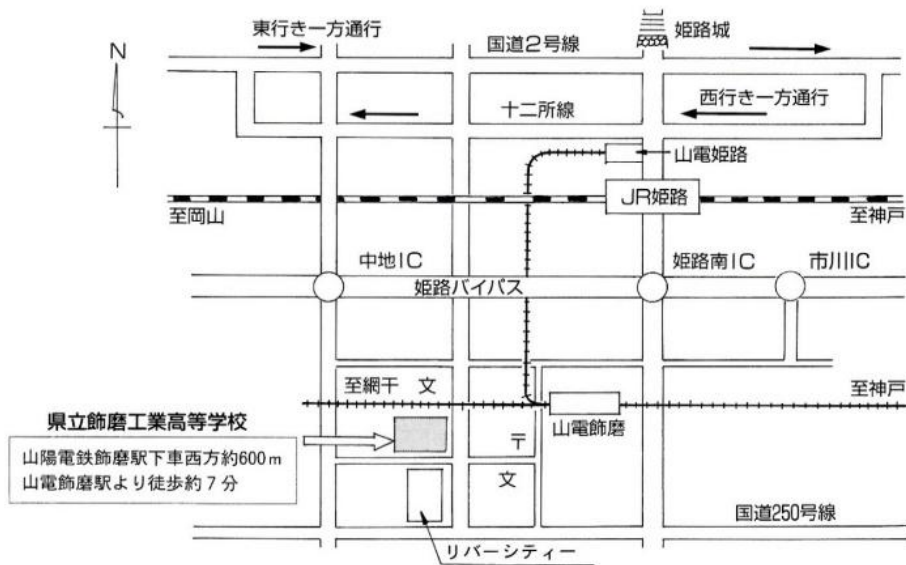 東行き一方通行
国道2号線
姫路城
N
十二所線
西行き一方通行
山電姫路
JR姫路
至岡山
至神戸
中地IC
姫路南IC
市川IC
姫路バイパス
至網干
文
至神戸
県立飾磨工業高等学校
山陽電鉄飾磨駅下車西方約600m
山電飾磨駅より徒歩約7分
〒
山電飾磨
文
国道250号線
リバーシティー